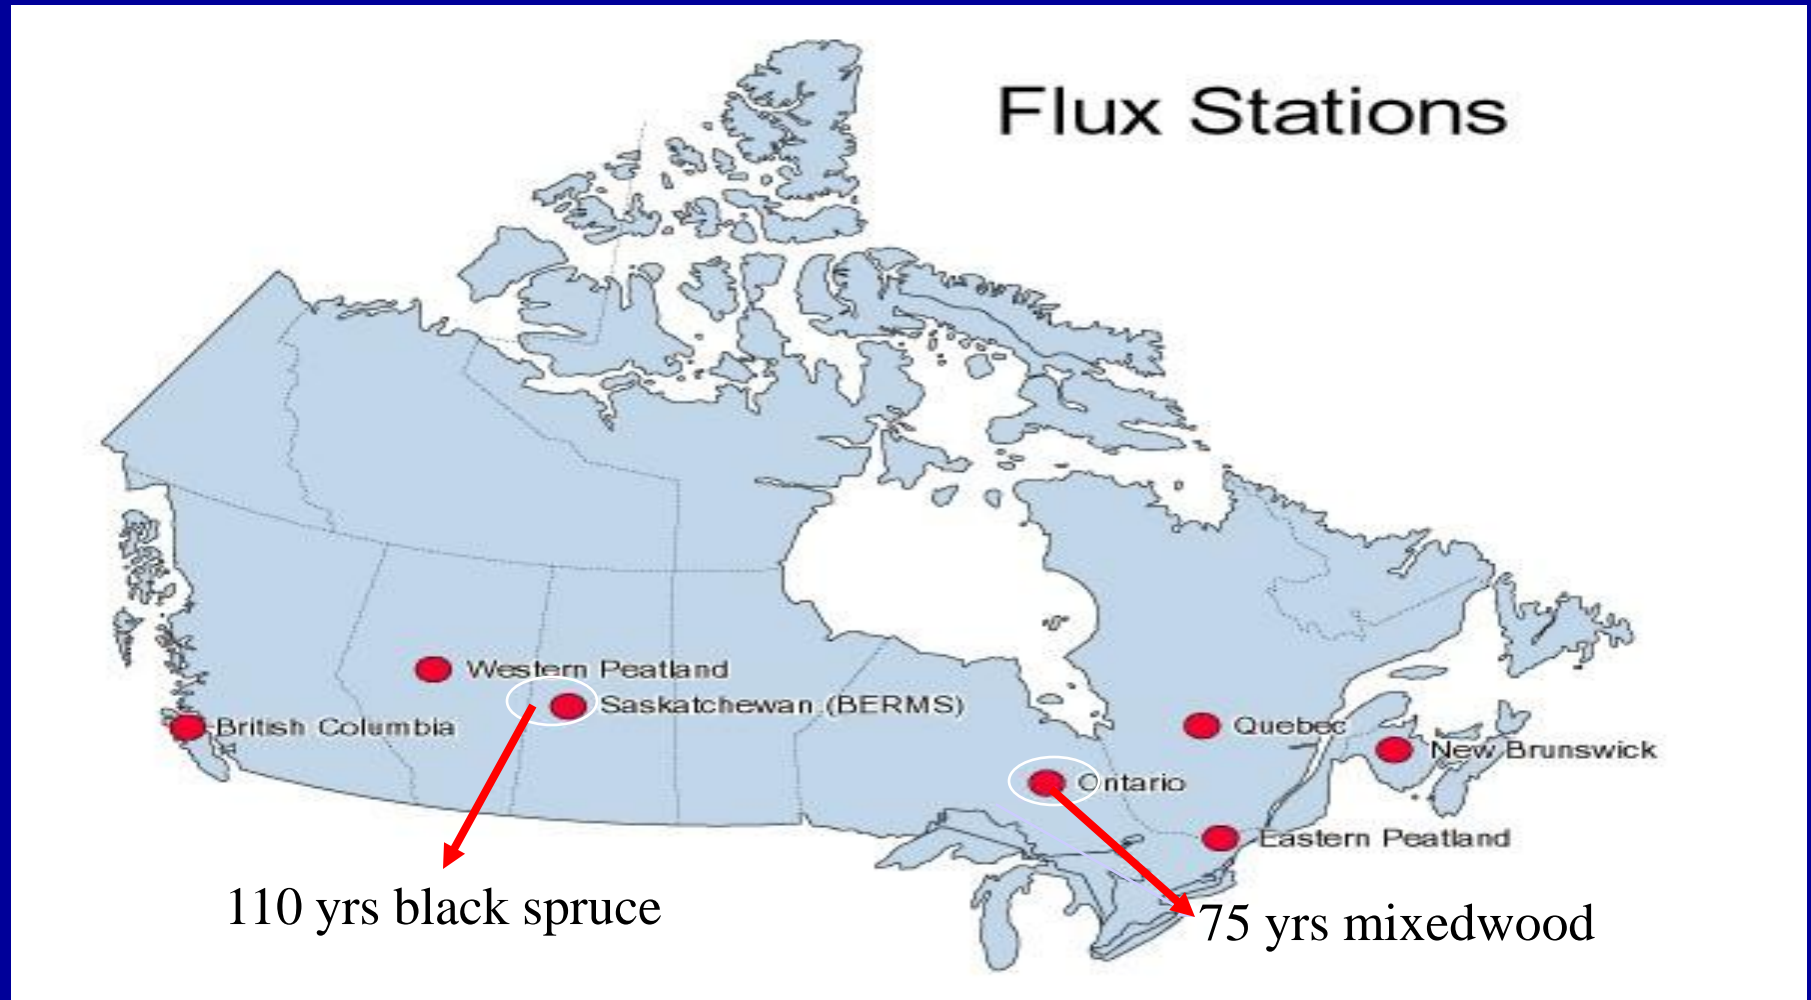 Flux Stations
Western Peatland
Saskatchewan (BERMS)
British Columbia
Quebec
New Brunswick
Ontario
Eastern Peatland
110 yrs black spruce
75 yrs mixedwood